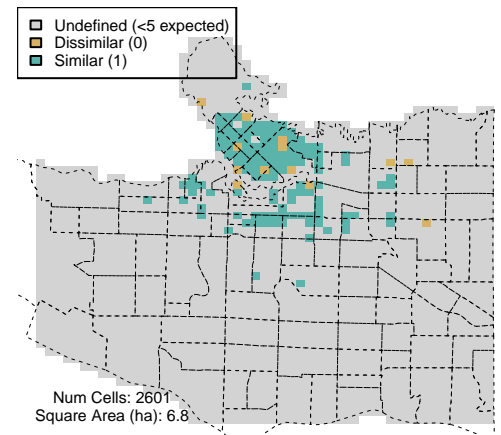 Undefined (<5 expected)
Dissimilar (0)
Similar (1)
Num Cells: 2601
Square Area (ha): 6.8